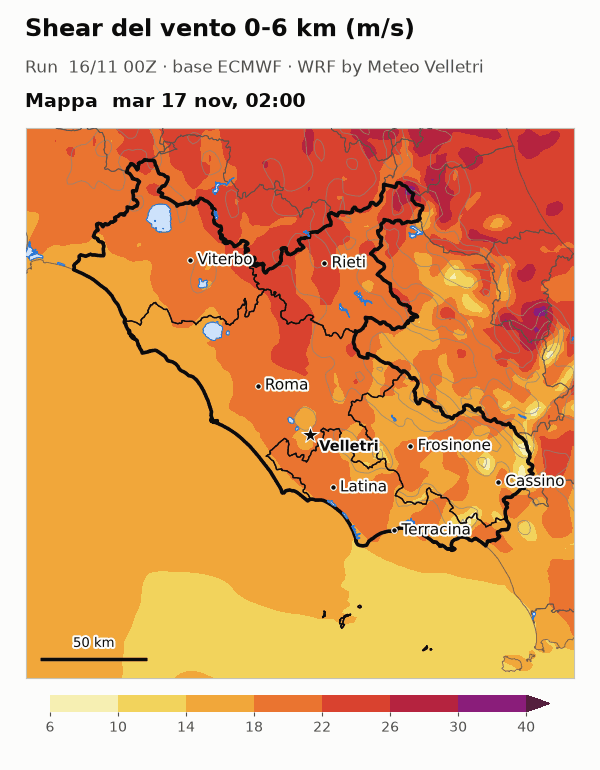 Shear del vento 0-6 km (m/s)
Run  16/11 00Z · base ECMWF · WRF by Meteo Velletri
Mappa  mar 17 nov, 02:00
Viterbo
Rieti
Roma
Velletri
Frosinone
Cassino
Latina
Terracina
50 km
6 10 14 18 22 26 30 40